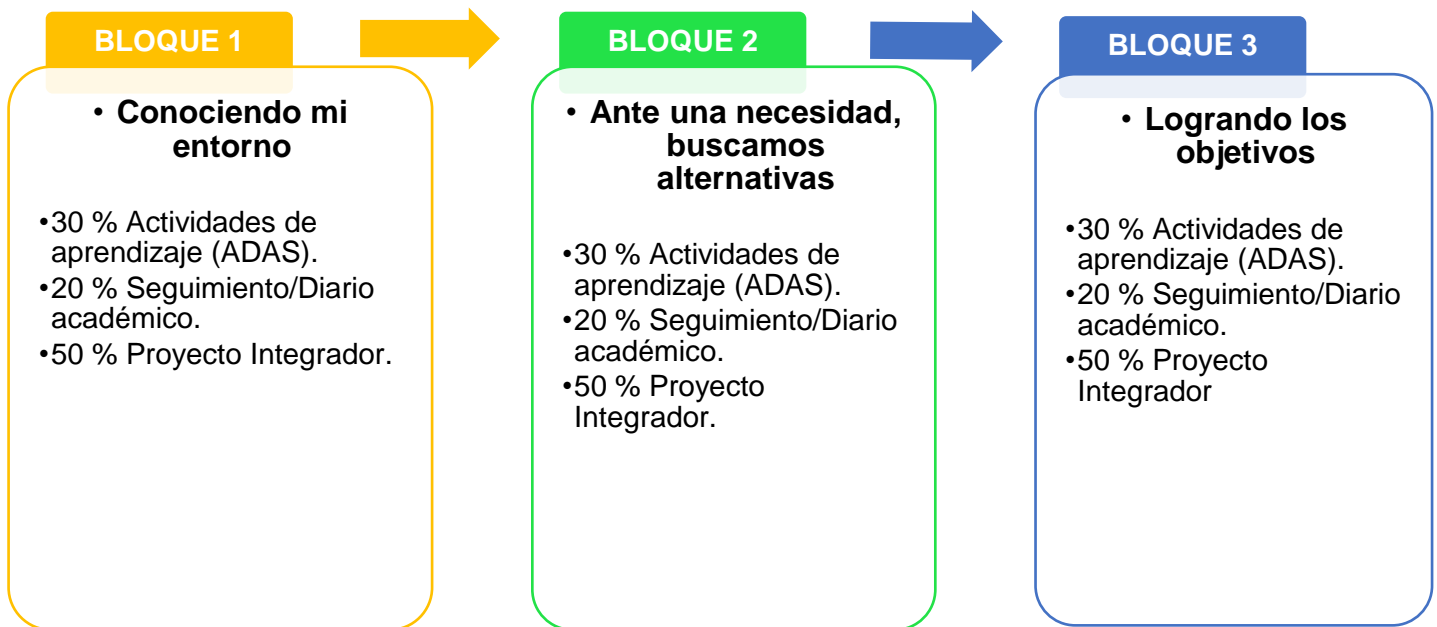 BLOQUE 1
• Conociendo mi
entorno
•30 % Actividades de
aprendizaje (ADAS).
•20 % Seguimiento/Diario
académico.
•50 % Proyecto Integrador.
BLOQUE 2
• Ante una necesidad,
buscamos
alternativas
•30 % Actividades de
aprendizaje (ADAS).
•20 % Seguimiento/Diario
académico.
•50 % Proyecto
Integrador.
BLOQUE 3
• Logrando los
objetivos
•30 % Actividades de
aprendizaje (ADAS).
•20 % Seguimiento/Diario
académico.
•50 % Proyecto
Integrador